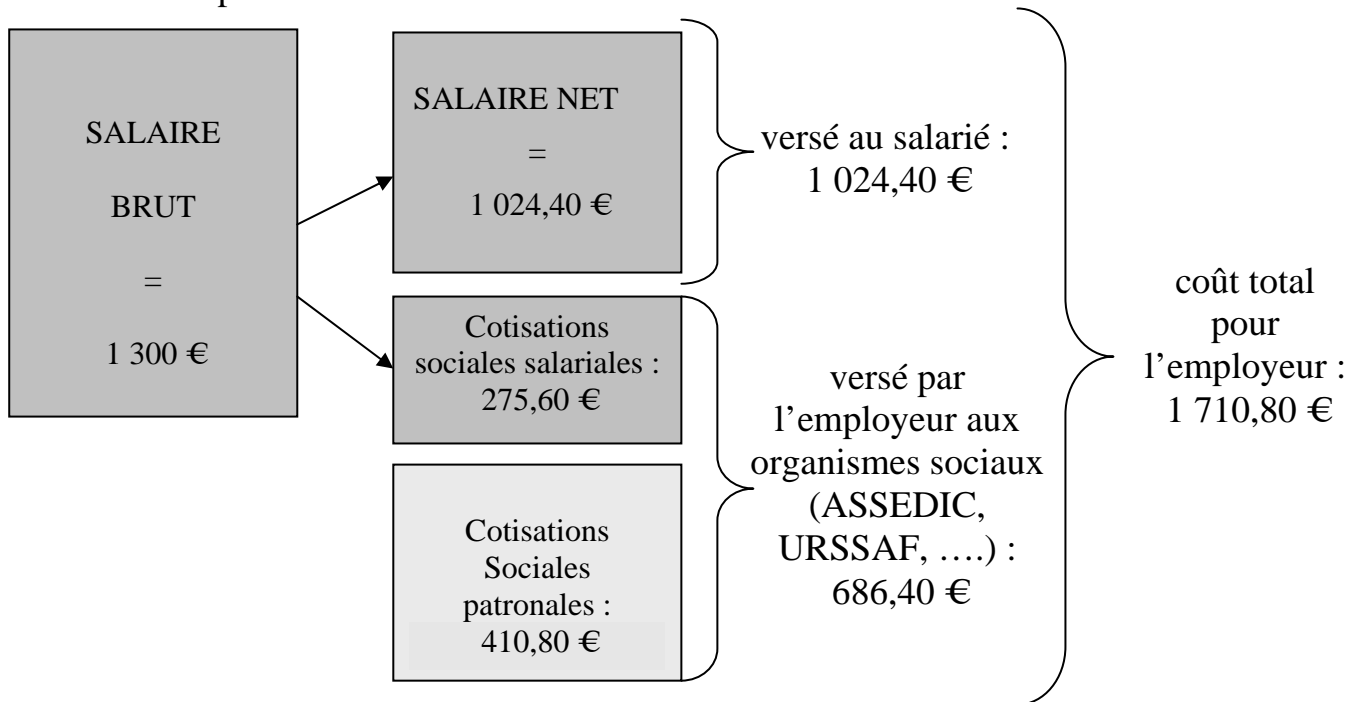 SALAIRE
BRUT
=
1 300 €
SALAIRE NET
=
1 024,40 €
Cotisations
sociales salariales :
275,60 €
Cotisations
Sociales
patronales :
410,80 €
versé au salarié :
1 024,40 €
versé par
l’employeur aux
organismes sociaux
(ASSEDIC,
URSSAF, ….) :
686,40 €
coût total
pour
l’employeur :
1 710,80 €